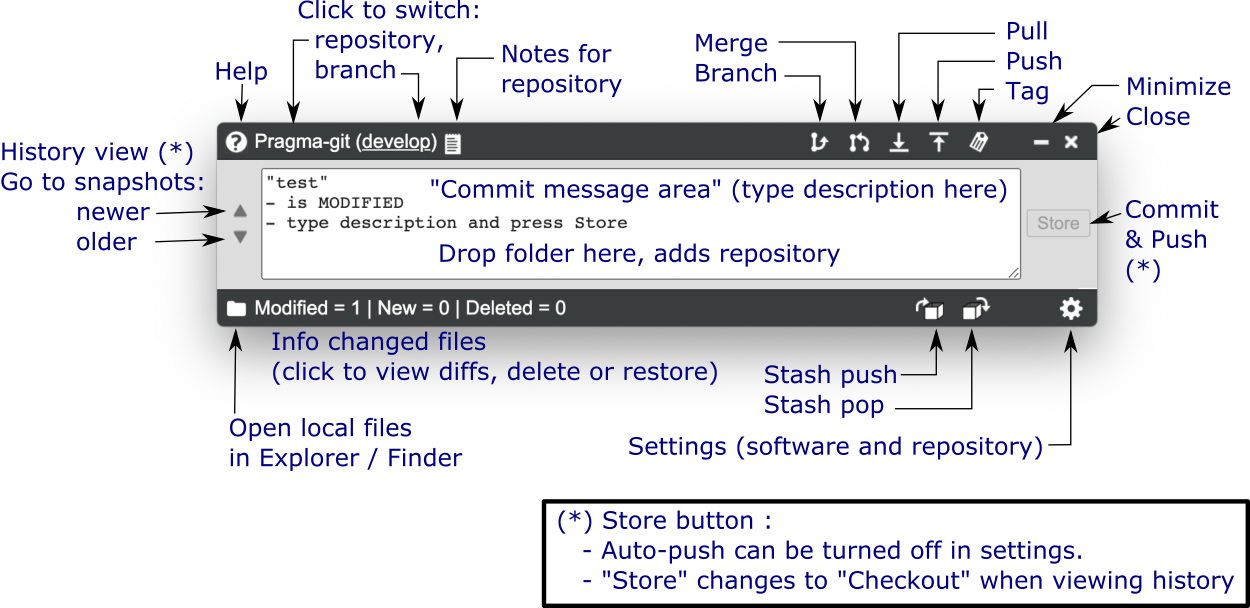 Click to switch:
repository,
branch
Help
Notes for
repository
Merge
Branch
Pull
Push
Tag
Minimize
Close
Pragma-git (develop)
History view (*)
Go to snapshots:
newer
older
"test"
- is MODIFIED
- type description and press Store
"Commit message area" (type description here)
Drop folder here, adds repository
Store
Commit
& Push
(*)
Modified = 1 | New = 0 | Deleted = 0
Info changed files
(click to view diffs, delete or restore)
Stash push
Stash pop
Open local files
in Explorer / Finder
Settings (software and repository)
(*) Store button :
- Auto-push can be turned off in settings.
- "Store" changes to "Checkout" when viewing history